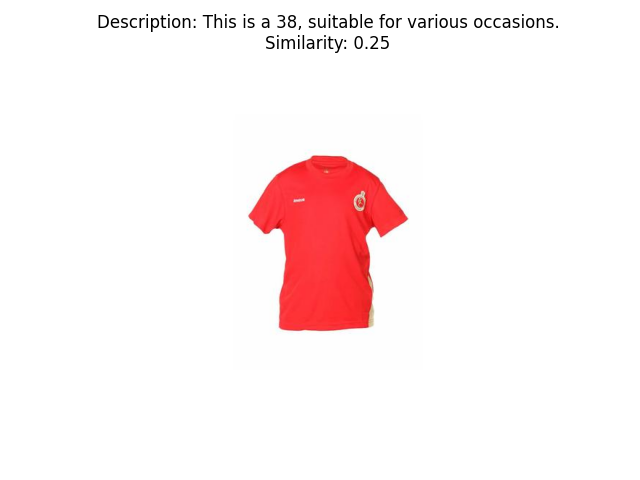 Description: This is a 38, suitable for various occasions.
Similarity: 0.25